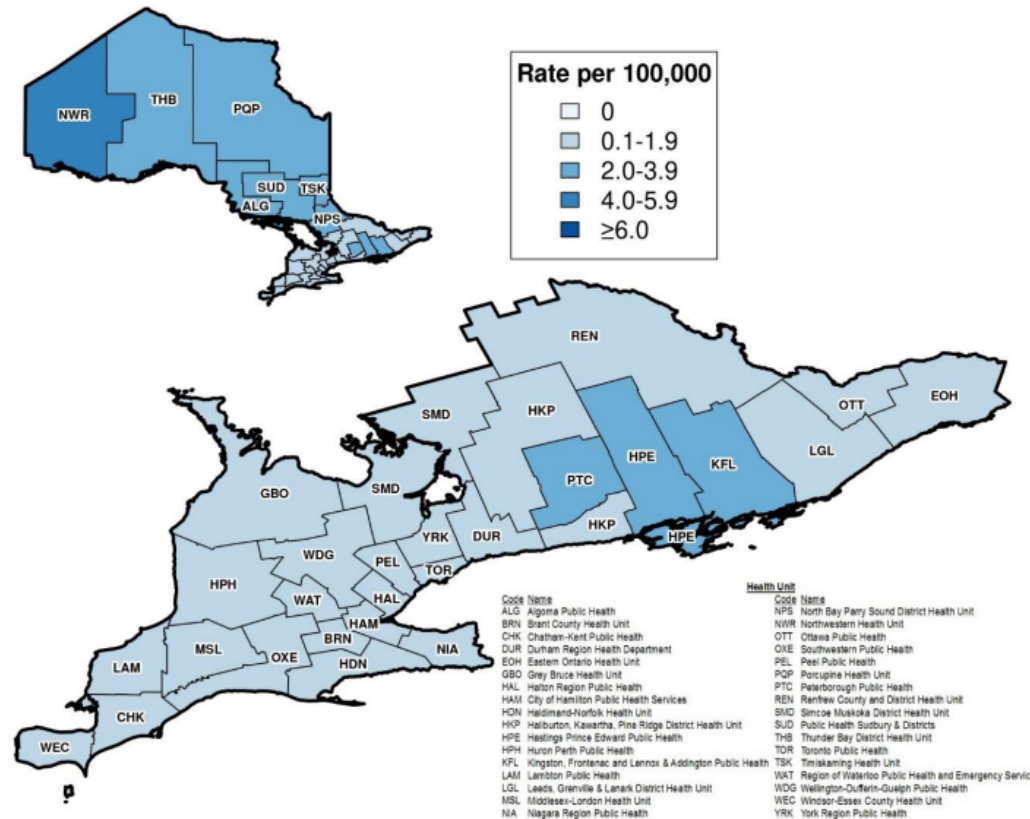 NWR
THB
PQP
SUD
TSK
ALG
NPS
Rate per 100,000
0
0.1-1.9
2.0-3.9
4.0-5.9
≥6.0
REN
SMD
HKP
OTT
EOH
HPE
LGL
KFL
PTC
GBO
SMD
HKP
HPE
YRK
DUR
WDG
PEL
TOR
HPH
WAT
HAL
HAM
BRN
MSL
OXE
HDN
NIA
LAM
CHK
WEC
Health Unit
Code Name
ALG Algoma Public Health
BRN Brant County Health Unit
CHK Chatham-Kent Public Health
DUR Durham Region Health Department
EOH Eastern Ontario Health Unit
GBO Grey Bruce Health Unit
HAL Halton Region Public Health
HAM City of Hamilton Public Health Services
HDN Haldimand-Norfolk Health Unit
HKP Haliburton, Kawartha, Pine Ridge District Health Unit
HPE Hastings Prince Edward Public Health
HPH Huron Perth Public Health
KFL Kingston, Frontenac and Lennox & Addington Public Health
LAM Lambton Public Health
LGL Leeds, Grenville & Lanark District Health Unit
MSL Middlesex-London Health Unit
NIA Niagara Region Public Health
Code Name
NPS North Bay Parry Sound District Health Unit
NWR Northwestern Health Unit
OTT Ottawa Public Health
OXE Southwestern Public Health
PEL Peel Public Health
PQP Porcupine Health Unit
PTC Peterborough Public Health
REN Renfrew County and District Health Unit
SMD Simcoe Muskoka District Health Unit
SUD Public Health Sudbury & Districts
THB Thunder Bay District Health Unit
TOR Toronto Public Health
TSK Timiskaming Health Unit
WAT Region of Waterloo Public Health and Emergency Servic
WDG Wellington-Dufferin-Guelph Public Health
WEC Windsor-Essex County Health Unit
YRK York Region Public Health